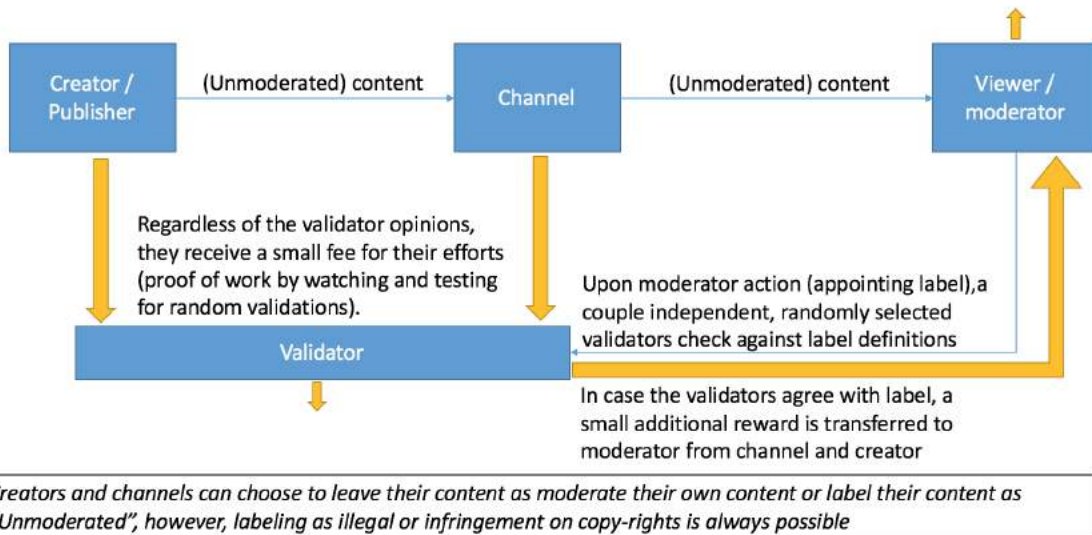 Creator /
Publisher
(Unmoderated) content
Channel
(Unmoderated) content
Viewer /
moderator
Regardless of the validator opinions,
they receive a small fee for their efforts
(proof of work by watching and testing
for random validations).
Upon moderator action (appointing label),a
couple independent, randomly selected
validators check against label definitions
Validator
In case the validators agree with label, a
small additional reward is transferred to
moderator from channel and creator
reators and channels can choose to leave their content as moderate their own content or label their content as
Unmoderated”, however, labeling as illegal or infringement on copy-rights is always possible